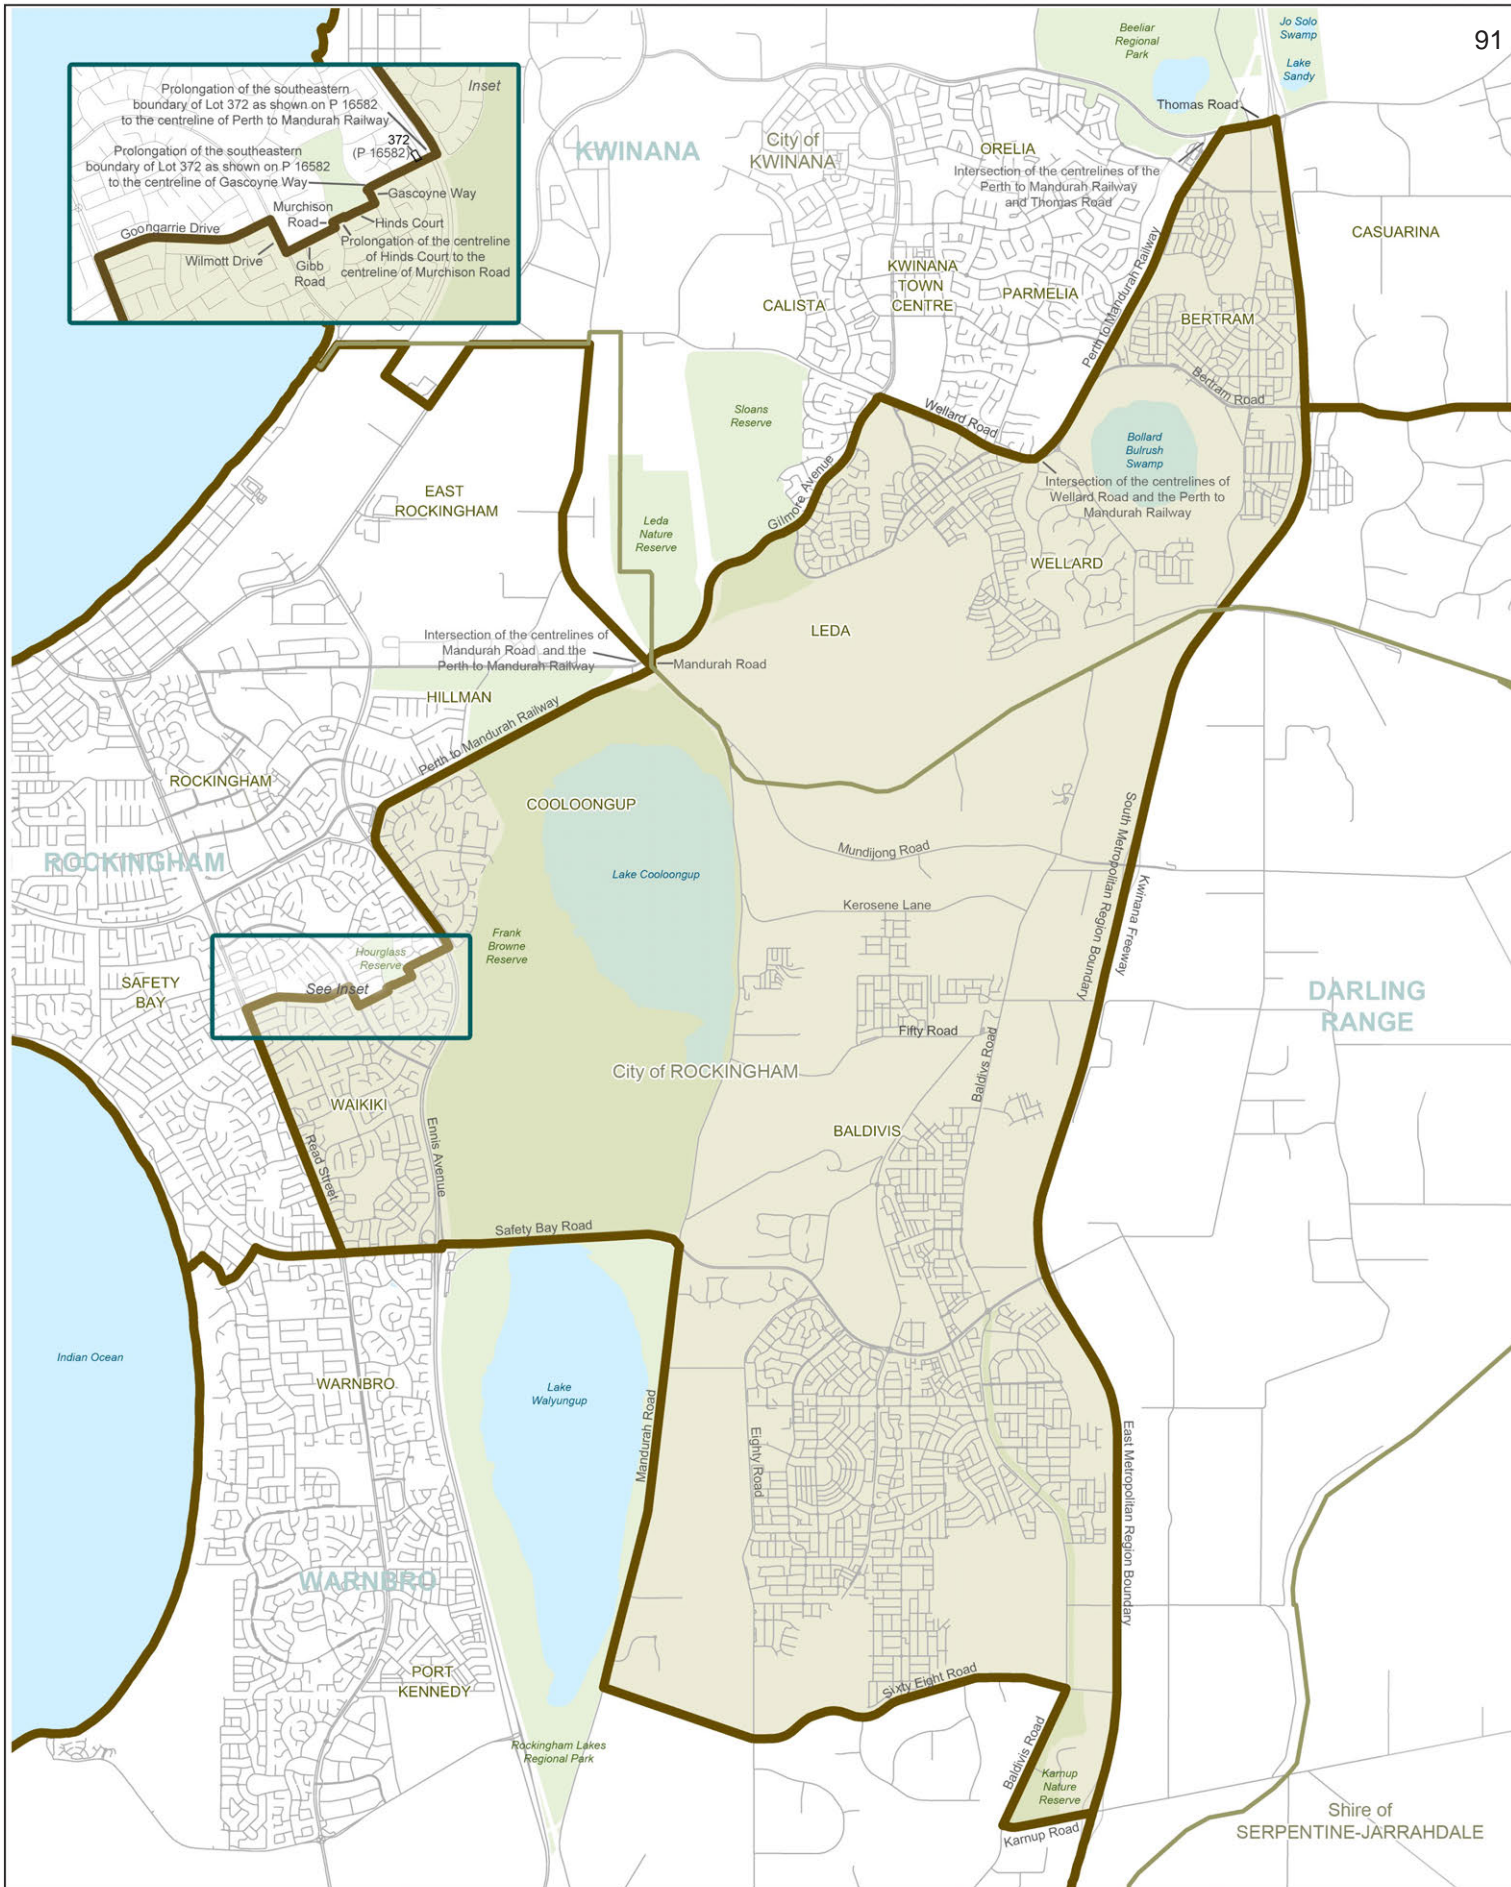 91
Jo Solo
Swamp
Lake
Sandy
Beeliar
Regional
Park
Thomas Road
Inset
Prolongation of the southeastern
boundary of Lot 372 as shown on P 16582
to the centreline of Perth to Mandurah Railway
372
(P 16582)
Prolongation of the southeastern
boundary of Lot 372 as shown on P 16582
to the centreline of Gascoyne Way
Gascoyne Way
Murchison
Road
Hinds Court
Goongarrie Drive
Prolongation of the centreline
of Hinds Court to the
centreline of Murchison Road
Wilmott Drive
Gibb
Road
KWINANA
City of
KWINANA
ORELIA
Intersection of the centrelines of the
Perth to Mandurah Railway
and Thomas Road
CASUARINA
KWINANA
TOWN
CENTRE
PARMELIA
CALISTA
Perth to Mandurah Railway
BERTRAM
Bertram Road
Sloans
Reserve
Wellard Road
Bollard
Bulrush
Swamp
Intersection of the centrelines of
Wellard Road and the Perth to
Mandurah Railway
Gilmore Avenue
EAST
ROCKINGHAM
Leda
Nature
Reserve
WELLARD
LEDA
Intersection of the centrelines of
Mandurah Road and the
Perth to Mandurah Railway
Mandurah Road
HILLMAN
Perth to Mandurah Railway
ROCKINGHAM
COOLOONGUP
ROCKINGHAM
Lake Cooloongup
Mundijong Road
Kerosene Lane
South Metropolitan Region Boundary
Kwinana Freeway
Frank
Browne
Reserve
Hourglass
Reserve
See Inset
SAFETY
BAY
DARLING
RANGE
Fifty Road
Baldivs Road
City of ROCKINGHAM
WAIKIKI
BALDIVIS
Read Street
Ennis Avenue
Safety Bay Road
Indian Ocean
WARNBRO
Lake
Walyungup
Mandurah Road
Eighty Road
East Metropolitan Region Boundary
WARNBRO
PORT
KENNEDY
Sixty Eight Road
Rockingham Lakes
Regional Park
Baldivis Road
Karnup
Nature
Reserve
Karnup Road
Shire of
SERPENTINE-JARRAHDALE